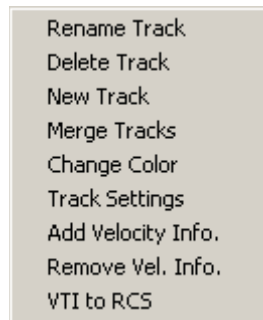 Rename Track
Delete Track
New Track
Merge Tracks
Change Color
Track Settings
Add Velocity Info.
Remove Vel. Info.
VTI to RCS